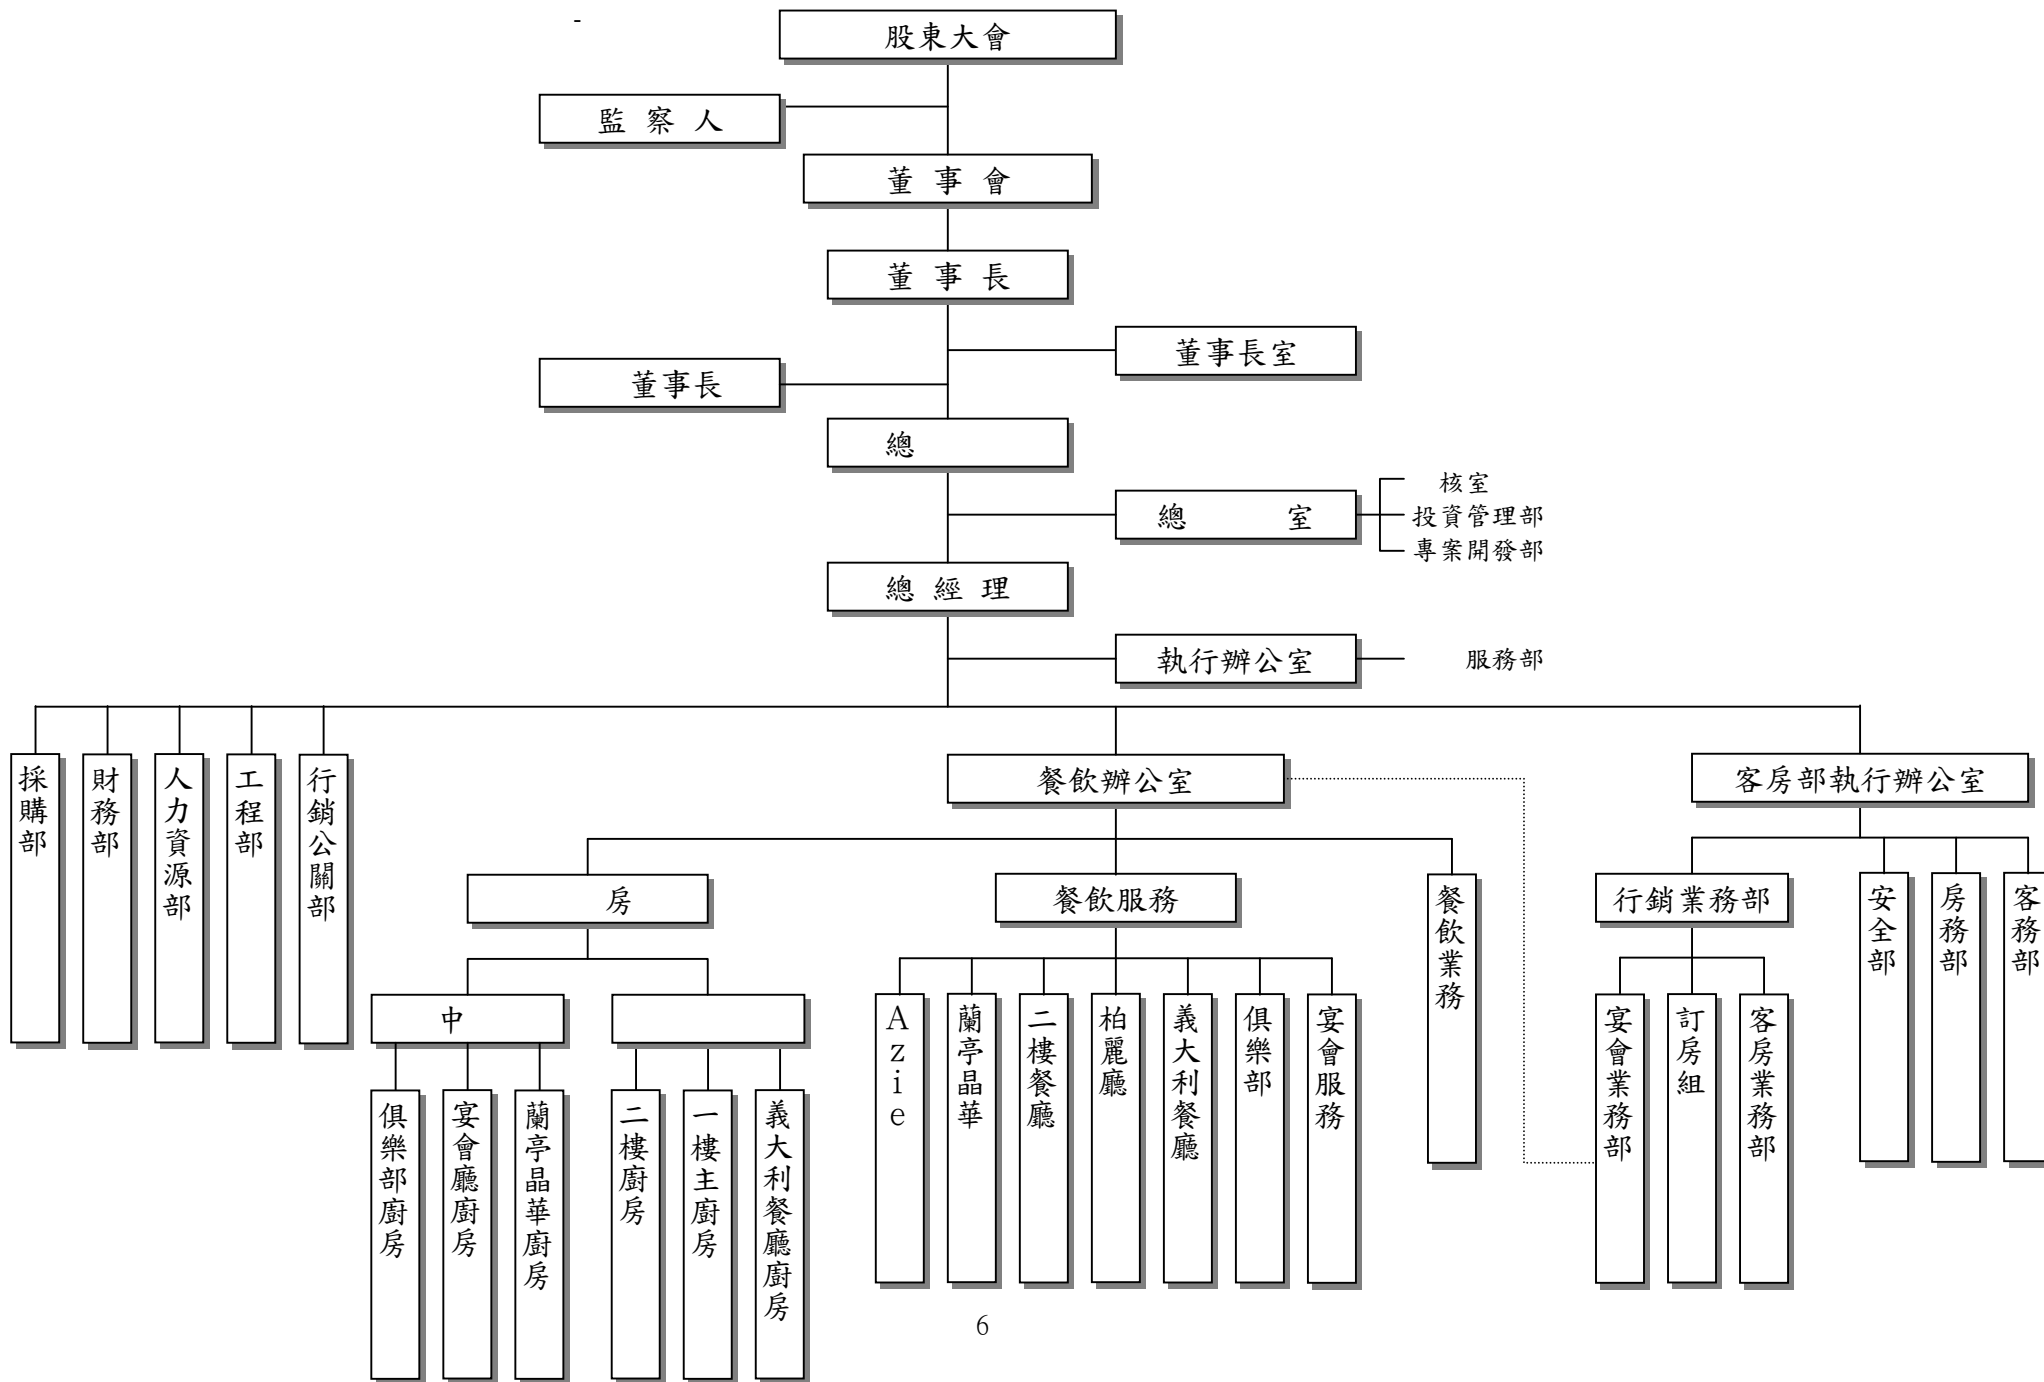 -
股東大會
監 察 人
董 事 會
董 事 長
董事長室
董事長
總
核室
總 室
投資管理部
專案開發部
總 經 理
執行辦公室
服務部
採購部
財務部
人力資源部
工程部
行銷公關部
餐飲辦公室
客房部執行辦公室
房
餐飲服務
餐飲業務
行銷業務部
安全部
房務部
客務部
中
俱樂部廚房
宴會廳廚房
蘭亭晶華廚房
二樓廚房
一樓主廚房
義大利餐廳廚房
Azie
蘭亭晶華
二樓餐廳
柏麗廳
義大利餐廳
俱樂部
宴會服務
宴會業務部
訂房組
客房業務部
6